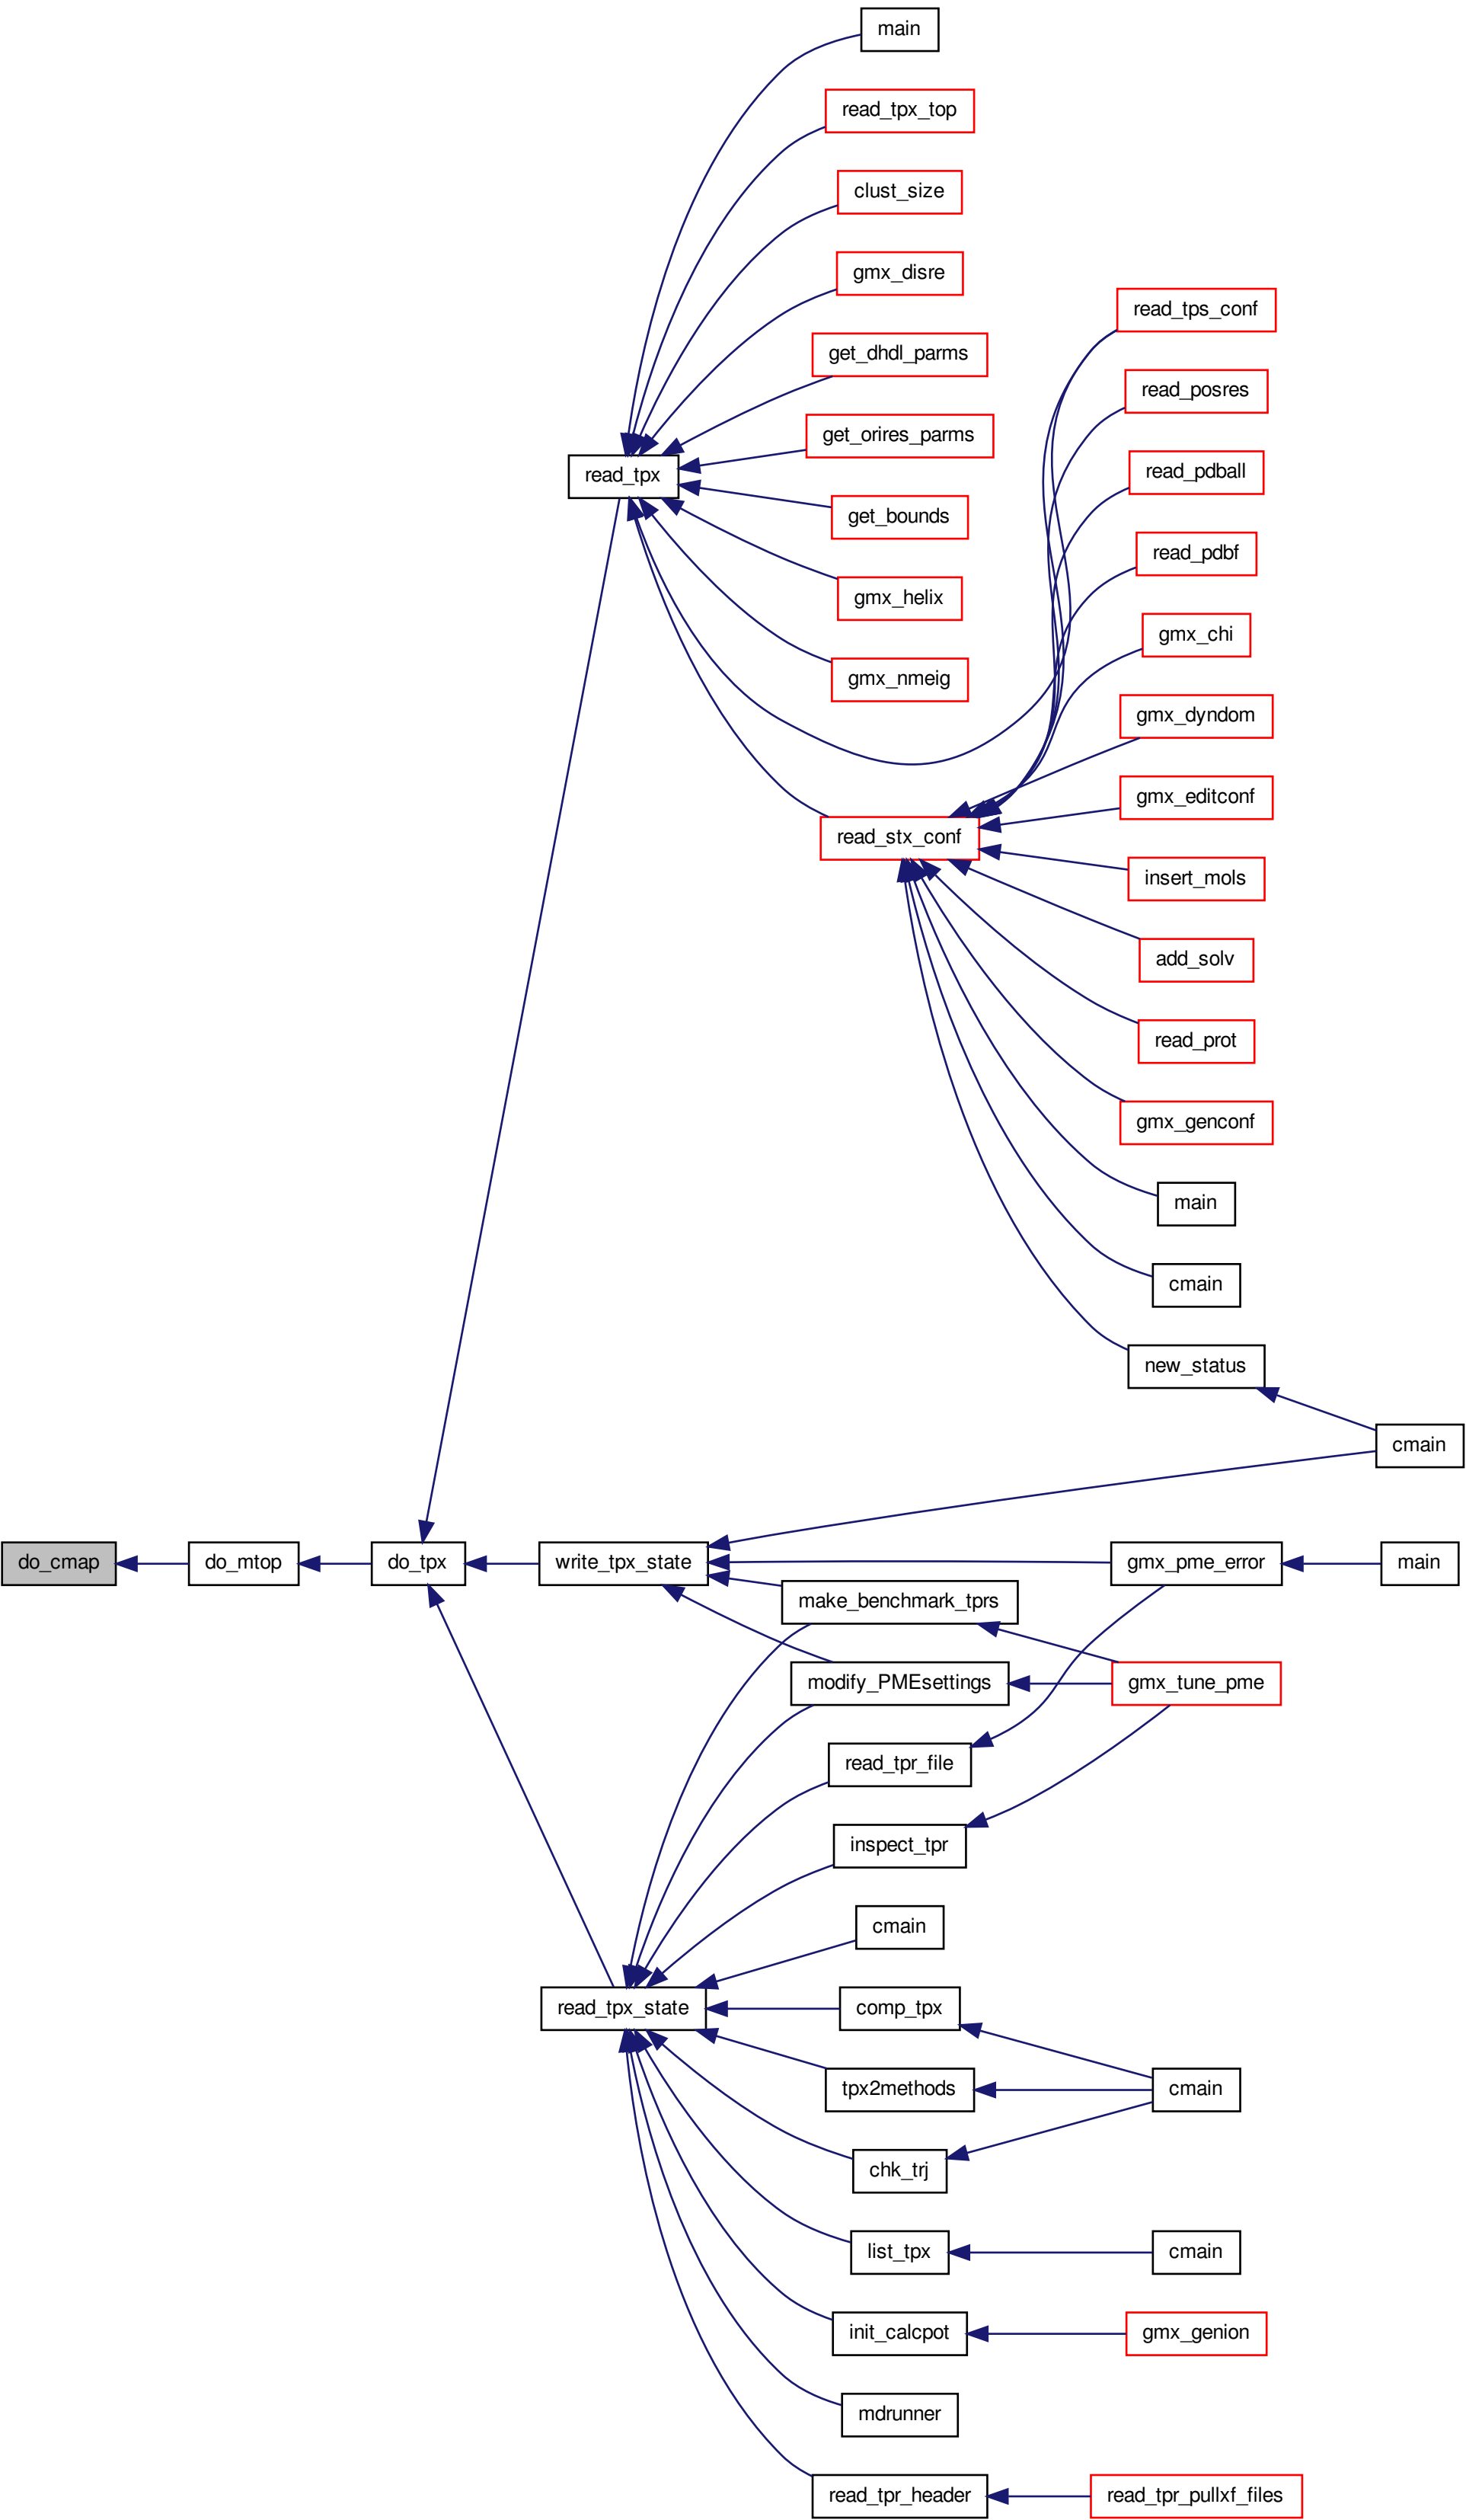 main
read_tpx_top
clust_size
gmx_disre
read_tps_conf
get_dhdl_parms
read_posres
get_orires_parms
read_pdball
read_tpx
get_bounds
read_pdbf
gmx_helix
gmx_chi
gmx_nmeig
gmx_dyndom
gmx_editconf
read_stx_conf
insert_mols
add_solv
read_prot
gmx_genconf
main
cmain
new_status
cmain
do_cmap
do_mtop
do_tpx
write_tpx_state
gmx_pme_error
main
make_benchmark_tprs
modify_PMEsettings
gmx_tune_pme
read_tpr_file
inspect_tpr
cmain
read_tpx_state
comp_tpx
tpx2methods
cmain
chk_trj
list_tpx
cmain
init_calcpot
gmx_genion
mdrunner
read_tpr_header
read_tpr_pullxf_files